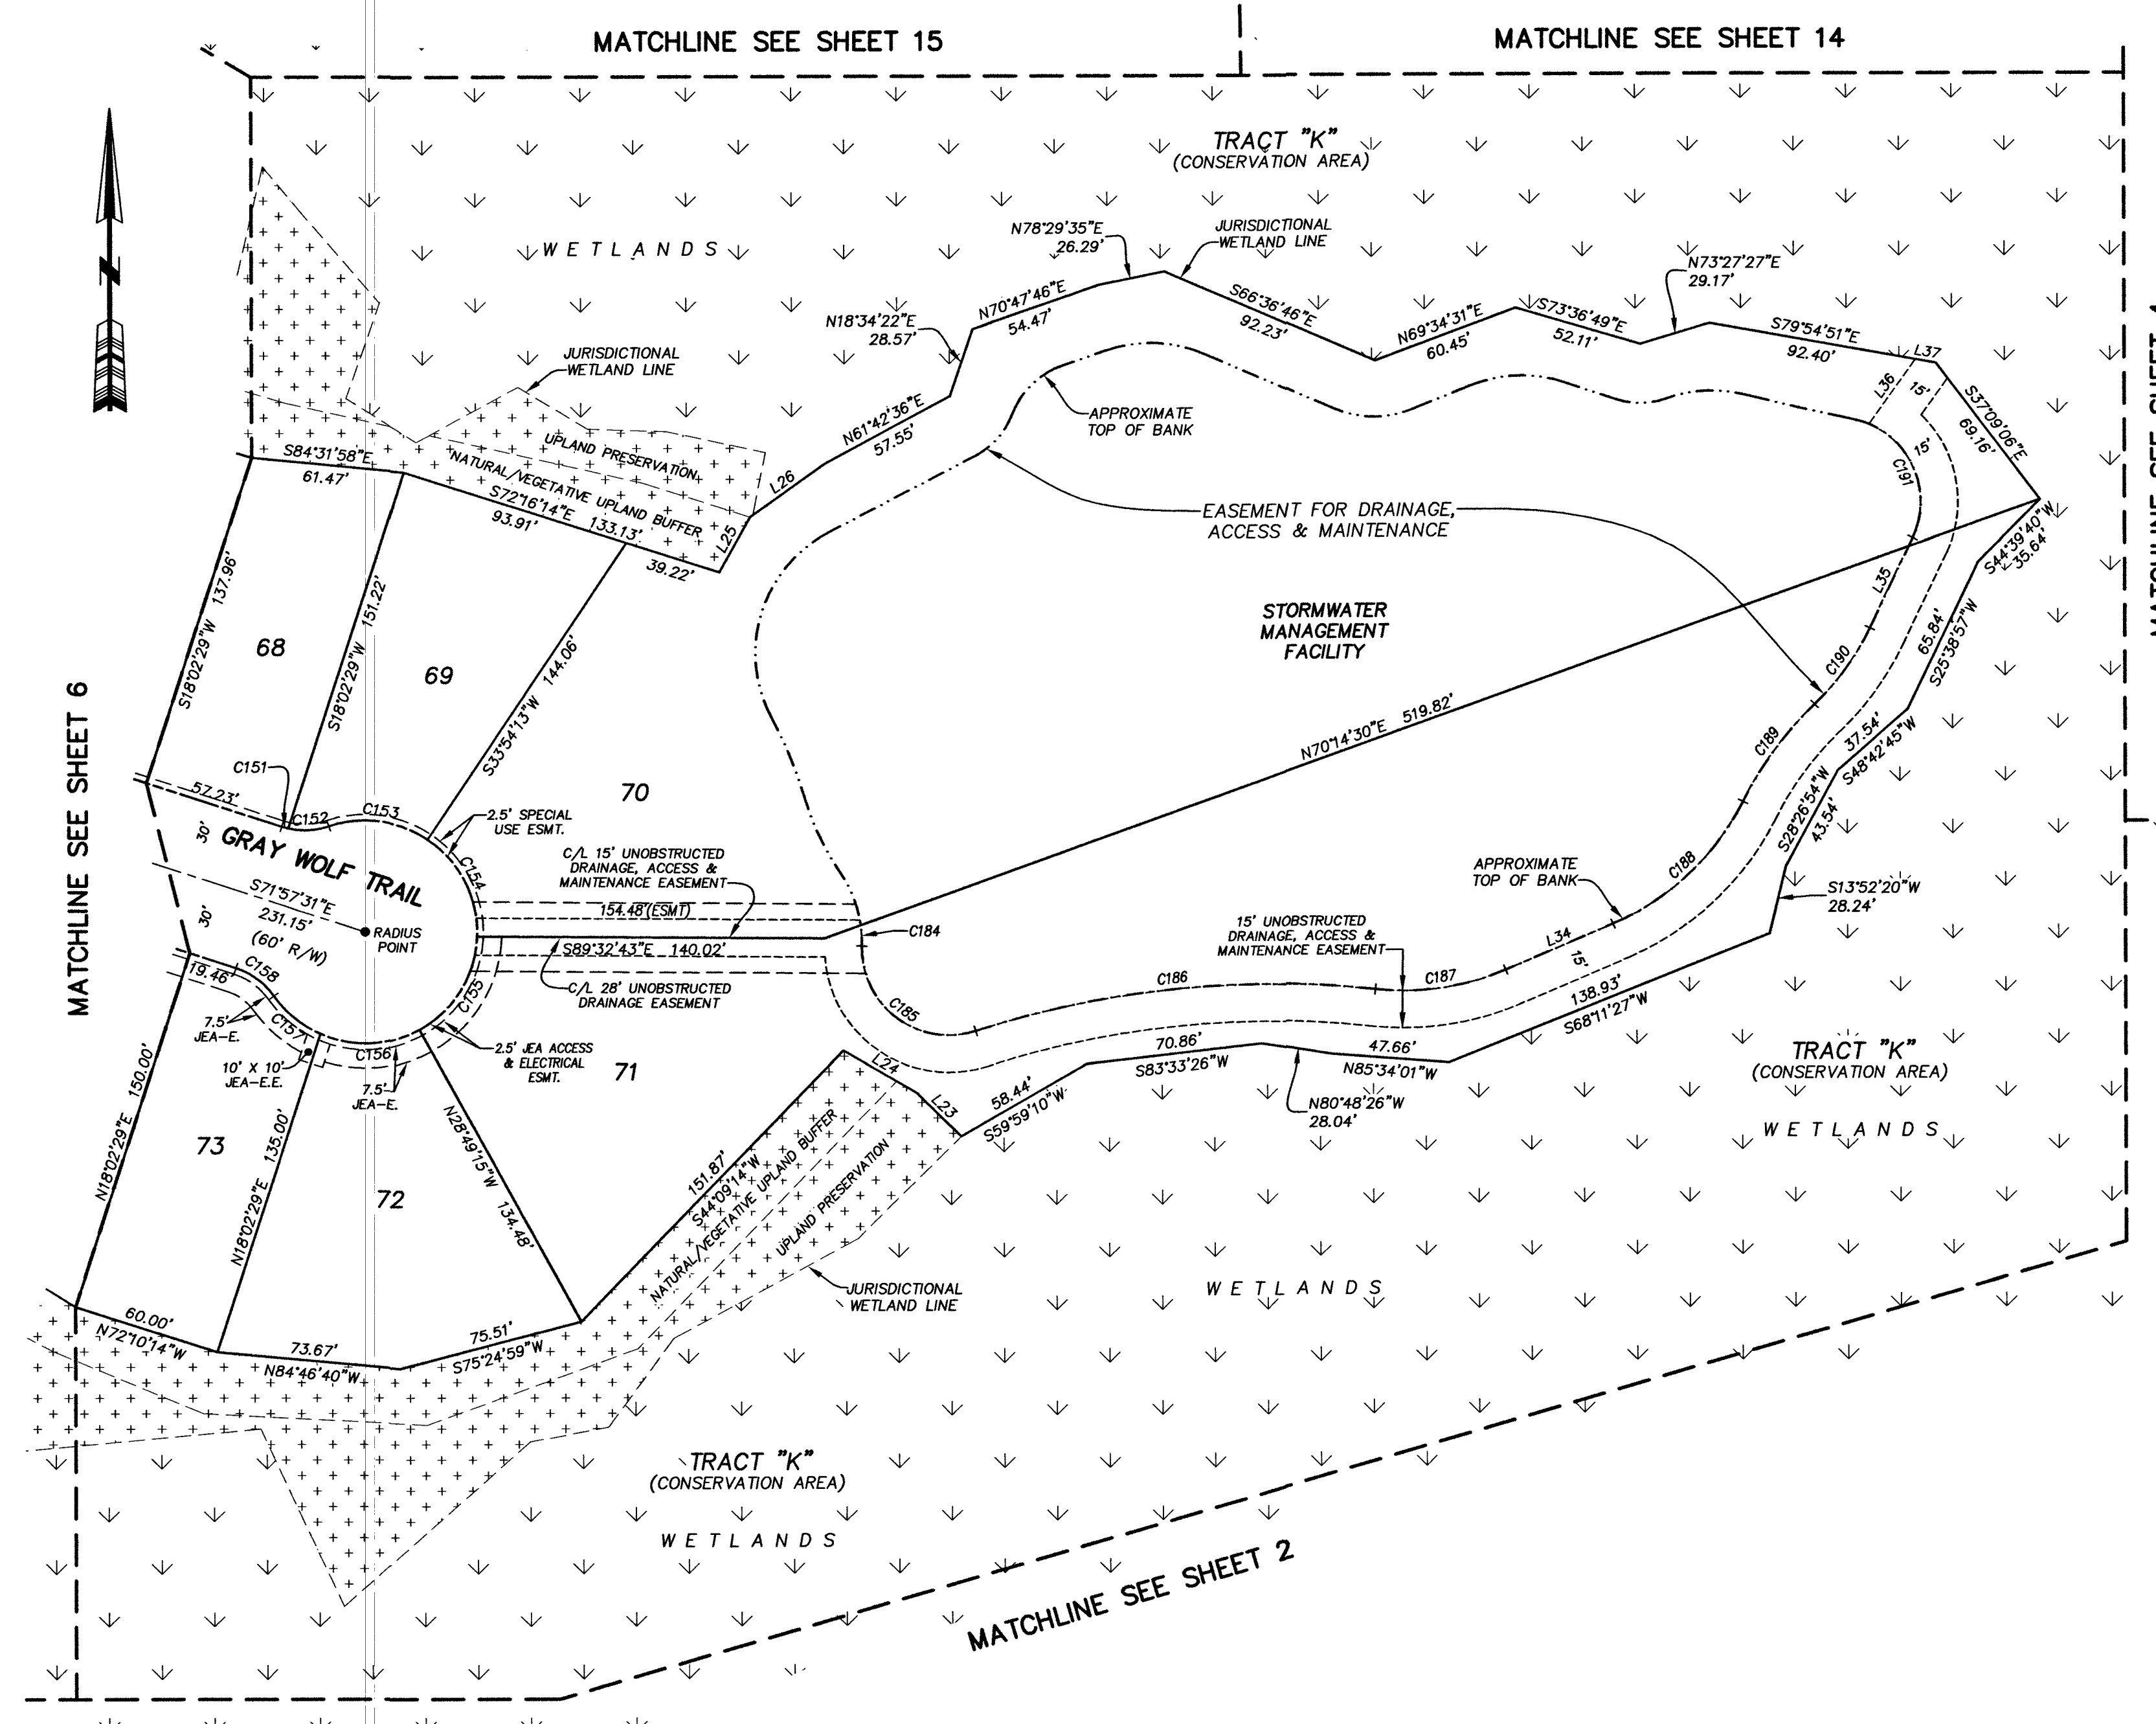 MATCHLINE SEE SHEET 15
MATCHLINE SEE SHEET 14
TRACT "K"
(CONSERVATION AREA)
WETLANDS
N78°29'35"E
26.29'
JURISDICTIONAL
WETLAND LINE
N70°47'46"E
54.47'
S66°36'46"E
92.23'
N69°34'31"E
60.45'
S73°36'49"E
52.11'
N73°27'27"E
29.17'
S79°54'51"E
92.40'
L37
L36
15'
S37°09'06"E
69.16'
15'
C191
N18°34'22"E
28.57'
JURISDICTIONAL
WETLAND LINE
N61°42'36"E
57.55'
APPROXIMATE
TOP OF BANK
L26
L25
UPLAND PRESERVATION
NATURAL/VEGETATIVE UPLAND BUFFER
S84°31'58"E
61.47'
S72°16'14"E 133.13'
93.91'
39.22'
EASEMENT FOR DRAINAGE,
ACCESS & MAINTENANCE
S44°39'40"W
35.64'
L35
STORMWATER
MANAGEMENT
FACILITY
65.84'
S25°38'57"W
S18°02'29"W 137.96'
68
S18°02'29"W 151.22'
69
S33°54'13"W 144.06'
N70°14'30"E 519.82'
C190
C189
37.54'
S48°42'45"W
MATCHLINE SEE SHEET 6
C151
57.23'
C152
C153
70
2.5' SPECIAL
USE ESMT.
30'
GRAY WOLF TRAIL
C154
C/L 15' UNOBSTRUCTED
DRAINAGE, ACCESS &
MAINTENANCE EASEMENT
S28°26'54"W
43.54'
C188
APPROXIMATE
TOP OF BANK
S13°52'20"W
28.24'
S71°57'31"E
231.15'
(60' R/W)
30'
RADIUS
POINT
154.48'(ESMT)
C184
15' UNOBSTRUCTED
DRAINAGE, ACCESS &
MAINTENANCE EASEMENT
L34
15'
S89°32'43"E 140.02'
C/L 28' UNOBSTRUCTED
DRAINAGE EASEMENT
C186
C187
138.93'
S68°11'27"W
19.46'
C158
C155
C185
C157
7.5'
JEA-E.
C156
10' X 10'
JEA-E.E.
7.5'
JEA-E.
2.5' JEA ACCESS
& ELECTRICAL
ESMT.
71
70.86'
S83°33'26"W
47.66'
N85°34'01"W
N80°48'26"W
28.04'
L24
L23
58.44'
S59°59'10"W
TRACT "K"
(CONSERVATION AREA)
WETLANDS
N18°02'29"E 150.00'
73
N18°02'29"E 135.00'
72
N28°49'15"W 134.48'
151.87'
S44°09'14"W
NATURAL/VEGETATIVE UPLAND BUFFER
UPLAND PRESERVATION
JURISDICTIONAL
WETLAND LINE
WETLANDS
60.00'
N72°10'14"W
73.67'
N84°46'40"W
75.51'
S75°24'59"W
TRACT "K"
(CONSERVATION AREA)
WETLANDS
MATCHLINE SEE SHEET 2